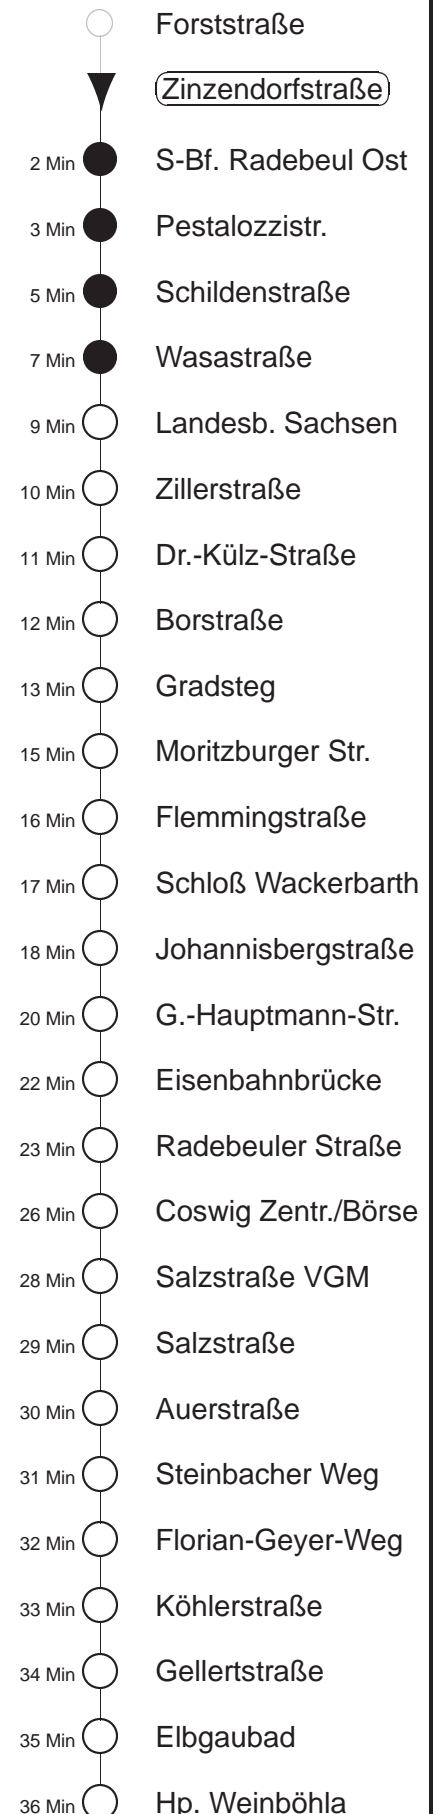 Forststraße
Zinzendorfstraße
2 Min S-Bf. Radebeul Ost
3 Min Pestalozzistr.
5 Min Schildenstraße
7 Min Wasastraße
9 Min Landesb. Sachsen
10 Min Zillerstraße
11 Min Dr.-Külz-Straße
12 Min Borstraße
13 Min Gradsteg
15 Min Moritzburger Str.
16 Min Flemmingstraße
17 Min Schloß Wackerbarth
18 Min Johannisbergstraße
20 Min G.-Hauptmann-Str.
22 Min Eisenbahnbrücke
23 Min Radebeuler Straße
26 Min Coswig Zentr./Börse
28 Min Salzstraße VGM
29 Min Salzstraße
30 Min Auerstraße
31 Min Steinbacher Weg
32 Min Florian-Geyer-Weg
33 Min Köhlerstraße
34 Min Gellertstraße
35 Min Elbgaubad
36 Min Hp. Weinböhla